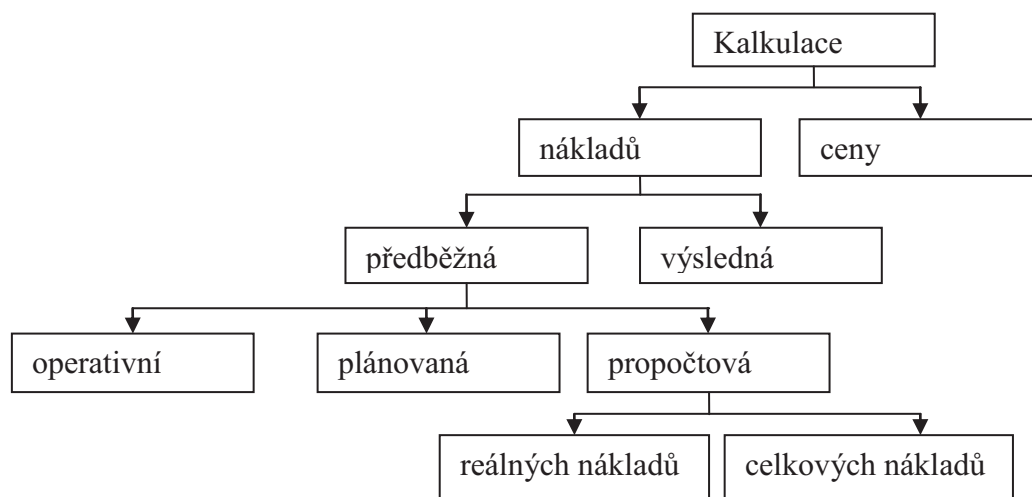 Kalkulace
nákladů
ceny
předběžná
výsledná
operativní
plánovaná
propočtová
reálných nákladů
celkových nákladů